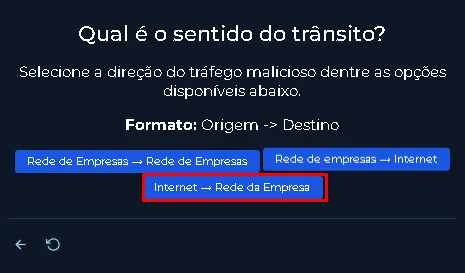 Qual é o sentido do trânsito?
Selecione a direção do tráfego malicioso dentre as opções
disponíveis abaixo.
Formato: Origem -> Destino
Rede de Empresas → Rede de Empresas
Rede de empresas → Internet
Internet → Rede da Empresa